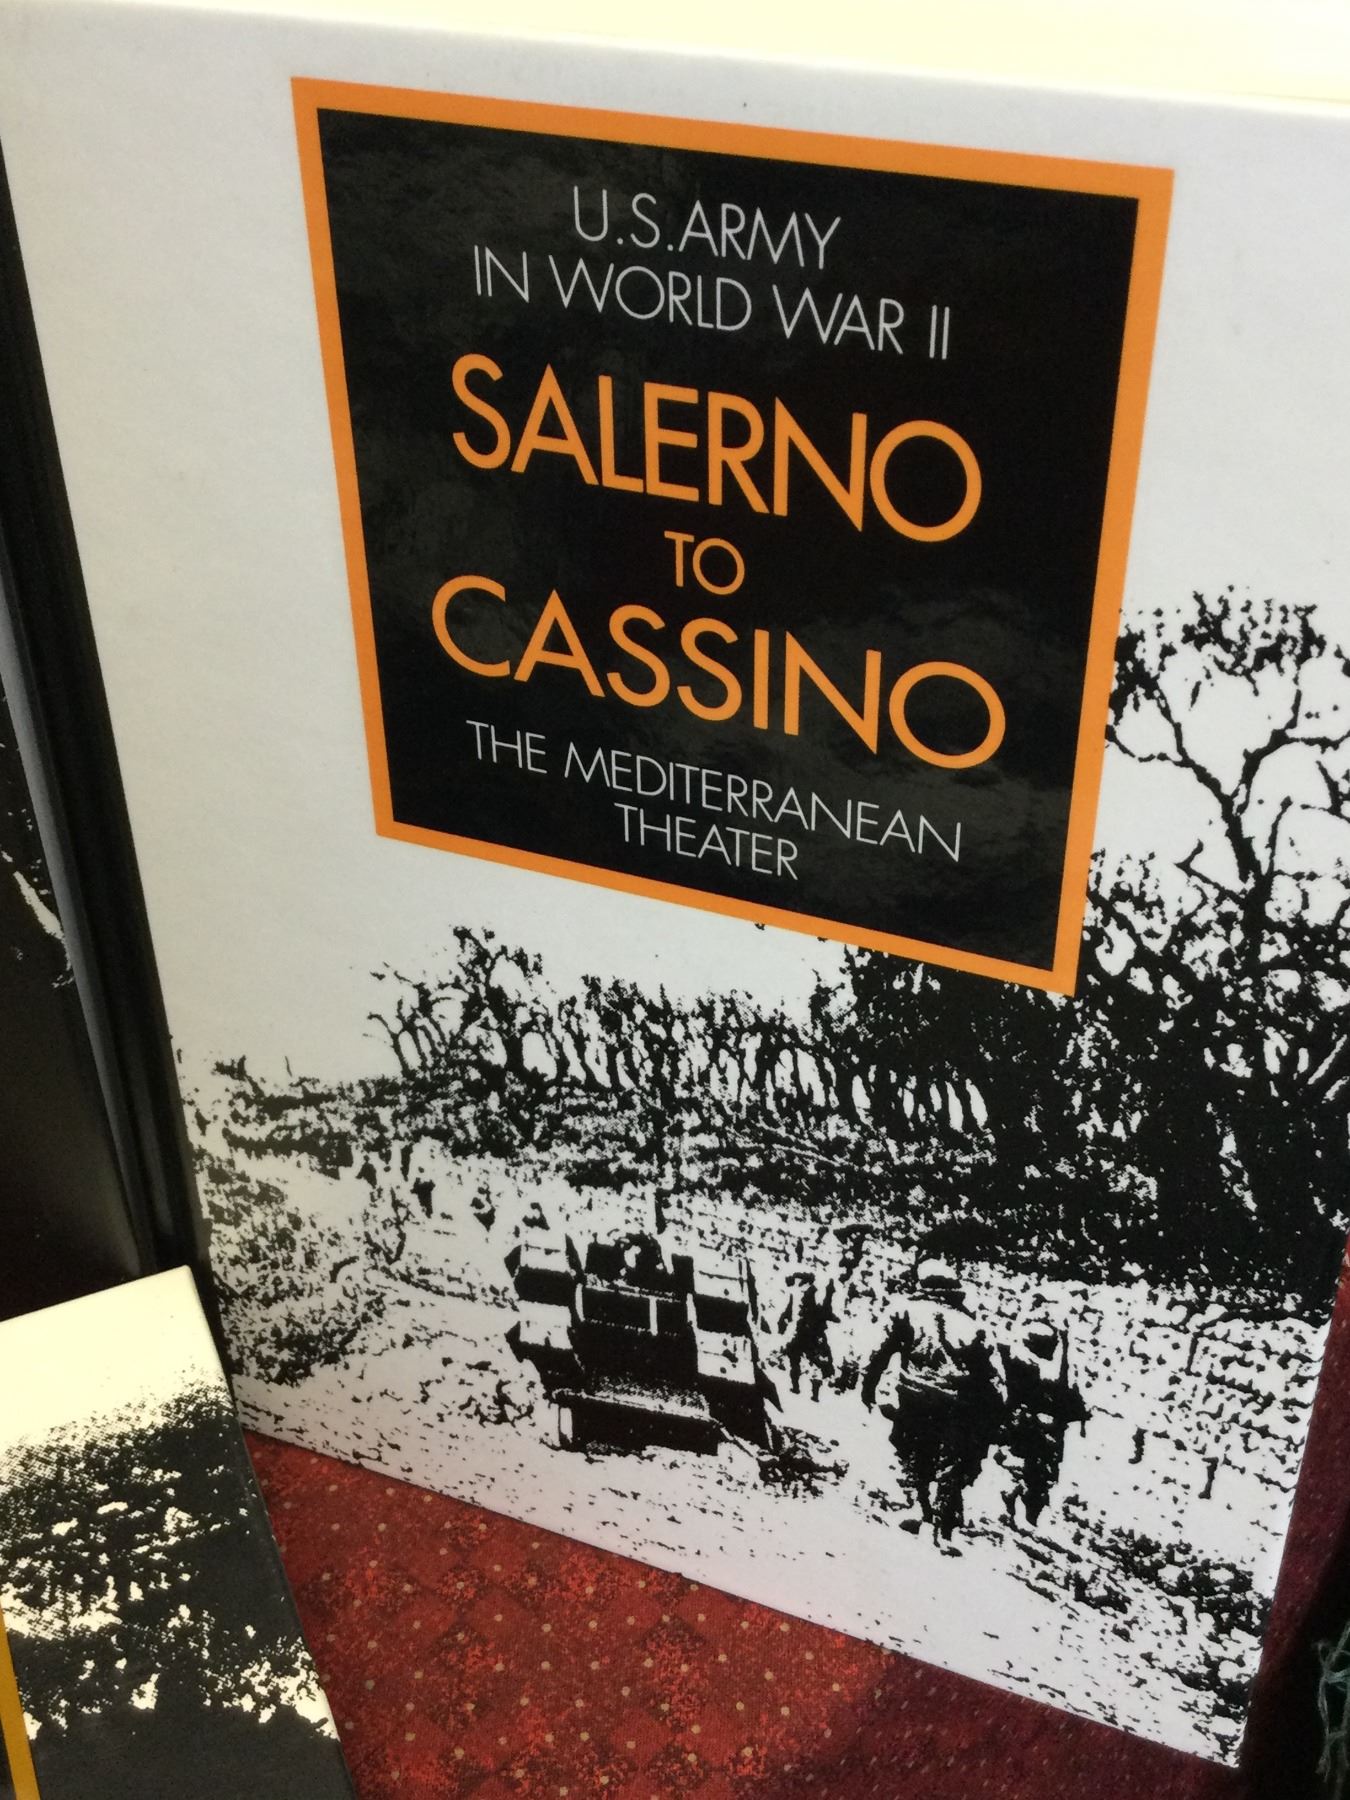 U.S.ARMY
IN WORLD WAR II
SALERNO
TO
CASSINO
THE MEDITERRANEAN
THEATER